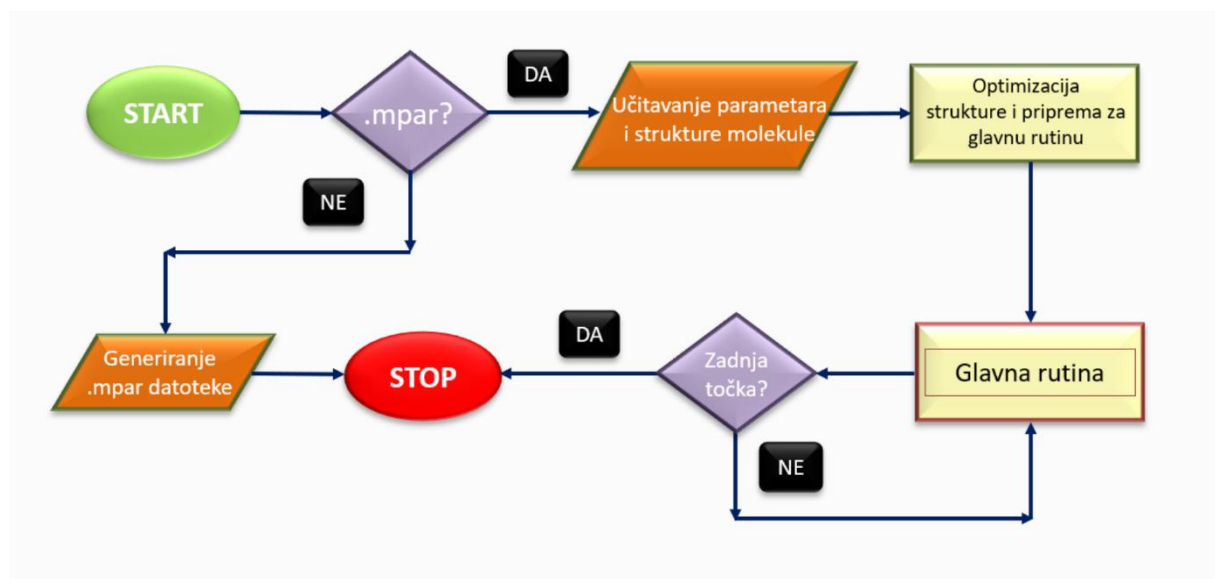 START
.mpar?
DA
Učitavanje parametara
i strukture molekule
Optimizacija
strukture i priprema za
glavnu rutinu
NE
Generiranje
.mpar datoteke
STOP
DA
Zadnja
točka?
Glavna rutina
NE